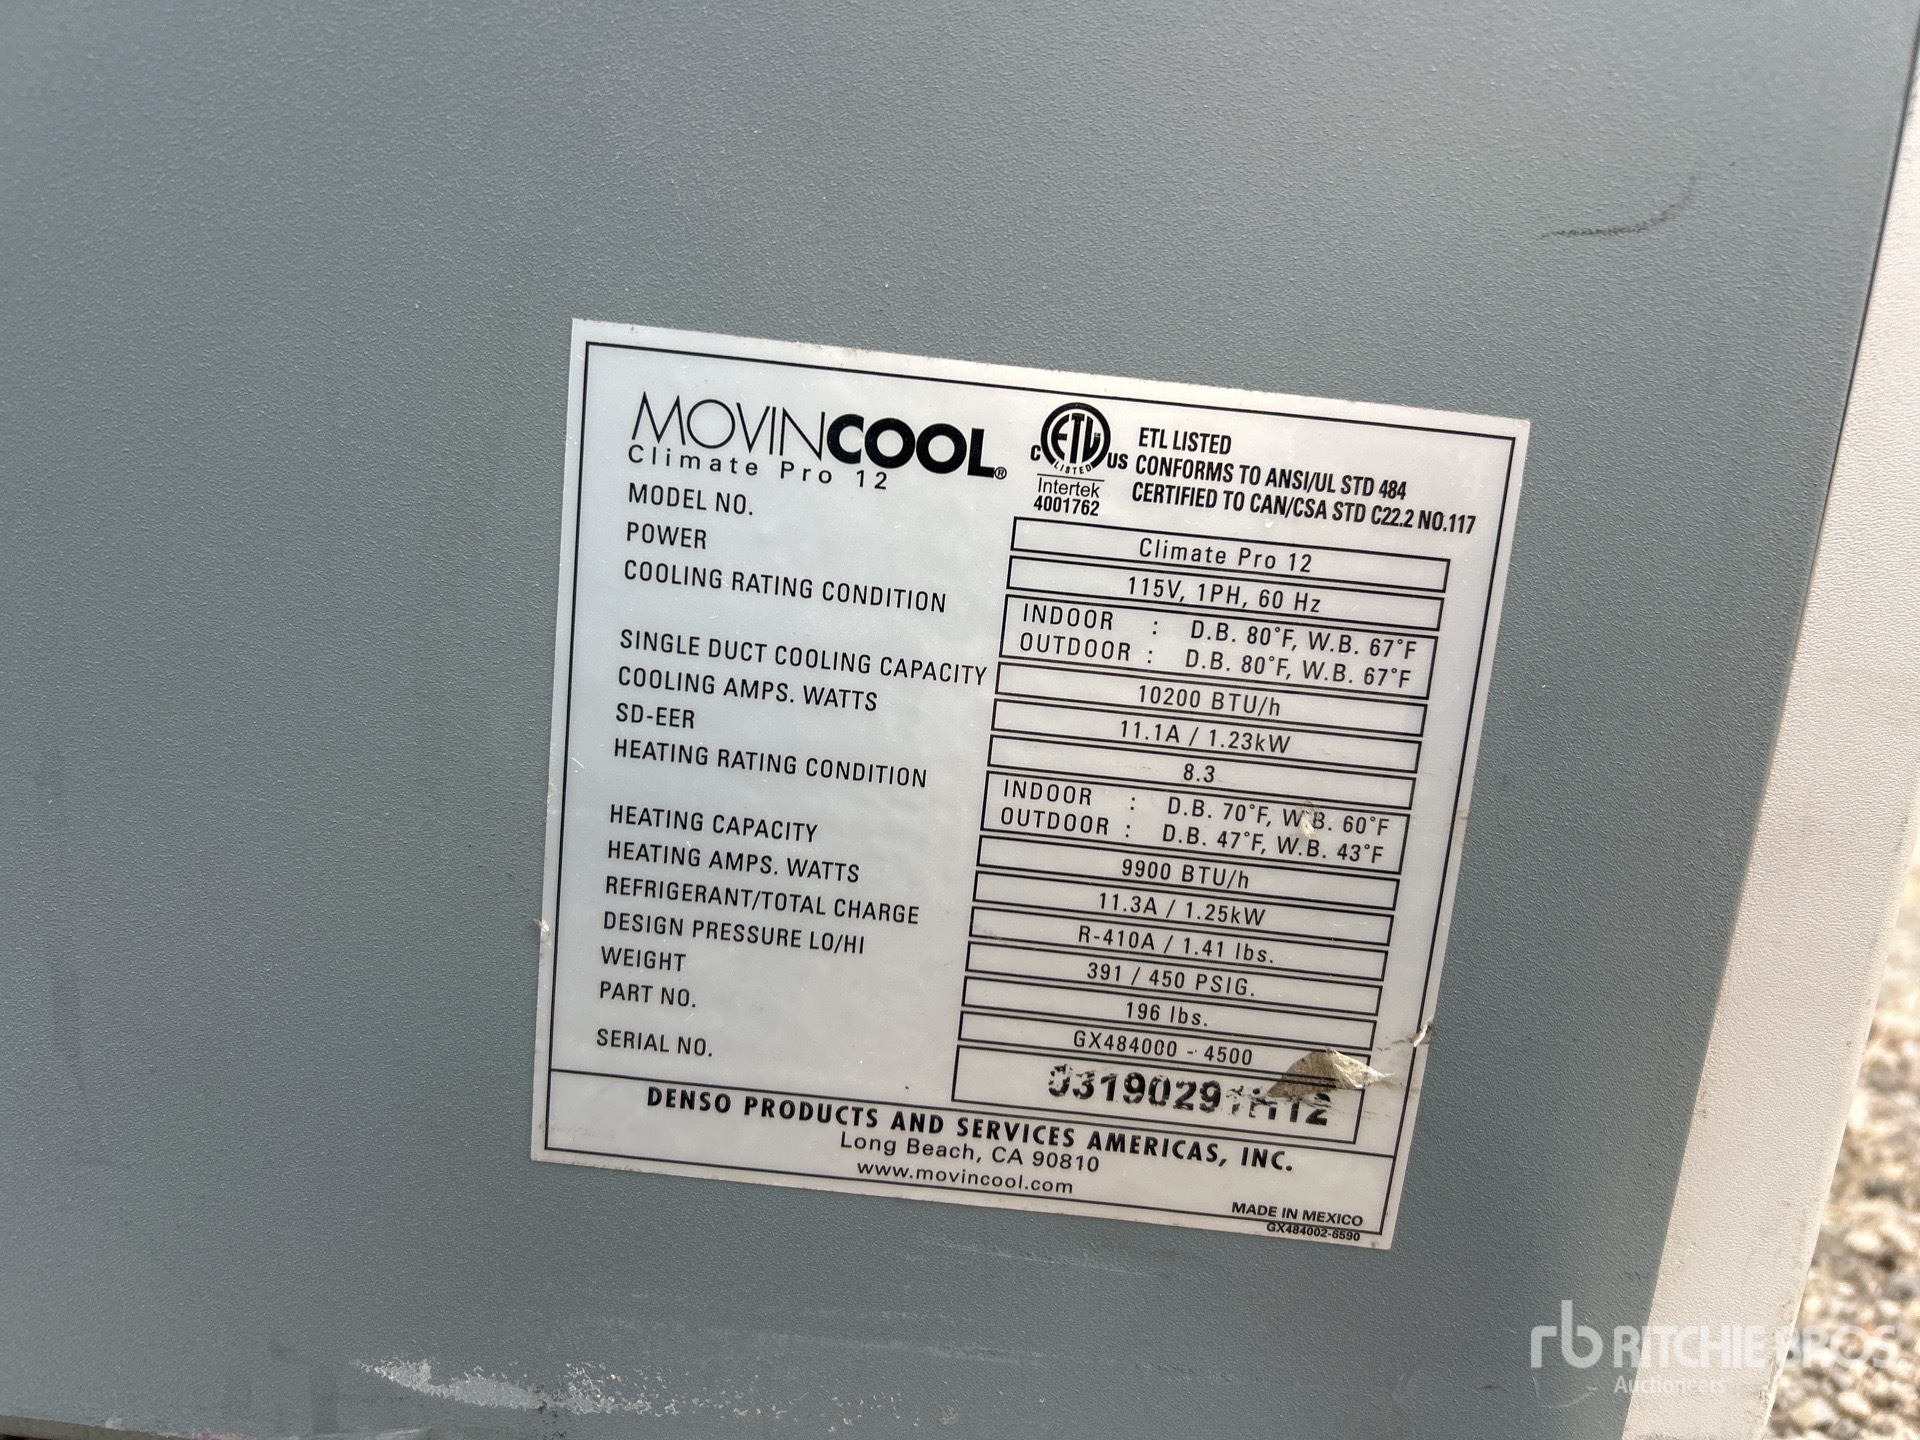 MOVINCOOL®
Climate Pro 12
C ETL LISTED US
Intertek
4001762
ETL LISTED
CONFORMS TO ANSI/UL STD 484
CERTIFIED TO CAN/CSA STD C22.2 NO.117
MODEL NO. Climate Pro 12
POWER 115V, 1PH, 60 Hz
COOLING RATING CONDITION INDOOR : D.B. 80°F, W.B. 67°F
OUTDOOR : D.B. 80°F, W.B. 67°F
SINGLE DUCT COOLING CAPACITY 10200 BTU/h
COOLING AMPS. WATTS 11.1A / 1.23kW
SD-EER 8.3
HEATING RATING CONDITION INDOOR : D.B. 70°F, W.B. 60°F
OUTDOOR : D.B. 47°F, W.B. 43°F
HEATING CAPACITY 9900 BTU/h
HEATING AMPS. WATTS 11.3A / 1.25kW
REFRIGERANT/TOTAL CHARGE R-410A / 1.41 lbs.
DESIGN PRESSURE LO/HI 391 / 450 PSIG.
WEIGHT 196 lbs.
PART NO. GX484000 - 4500
SERIAL NO.
DENSO PRODUCTS AND SERVICES AMERICAS, INC.
Long Beach, CA 90810
www.movincool.com
MADE IN MEXICO
GX484002-6590
rb RITCHIE BROS
Auctioneers